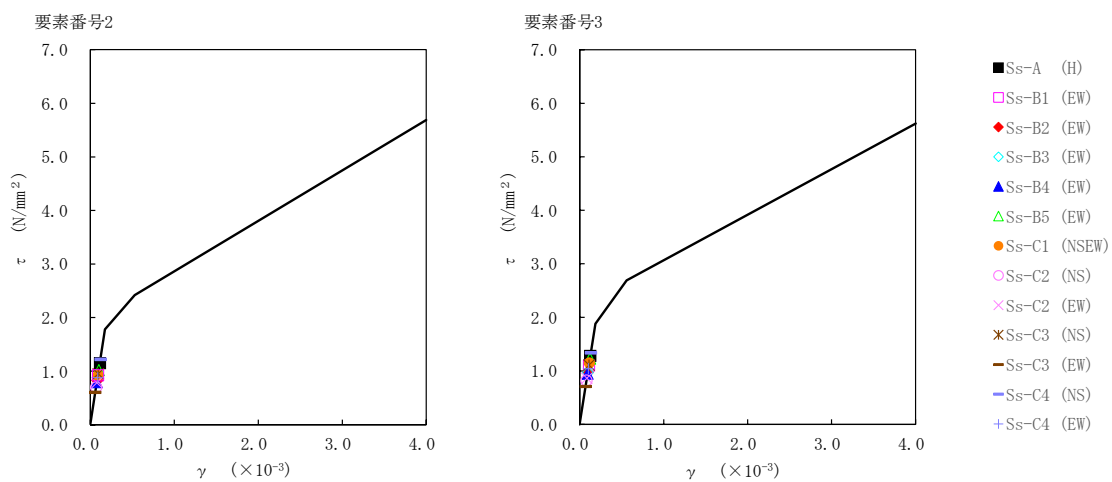 要素番号2
7.0
6.0
5.0
4.0
3.0
2.0
1.0
0.0
τ (N/mm²)
0.0 1.0 2.0 3.0 4.0
γ (×10⁻³)
要素番号3
7.0
6.0
5.0
4.0
3.0
2.0
1.0
0.0
τ (N/mm²)
0.0 1.0 2.0 3.0 4.0
γ (×10⁻³)
Ss-A (H)
Ss-B1 (EW)
Ss-B2 (EW)
Ss-B3 (EW)
Ss-B4 (EW)
Ss-B5 (EW)
Ss-C1 (NSEW)
Ss-C2 (NS)
Ss-C2 (EW)
Ss-C3 (NS)
Ss-C3 (EW)
Ss-C4 (NS)
Ss-C4 (EW)